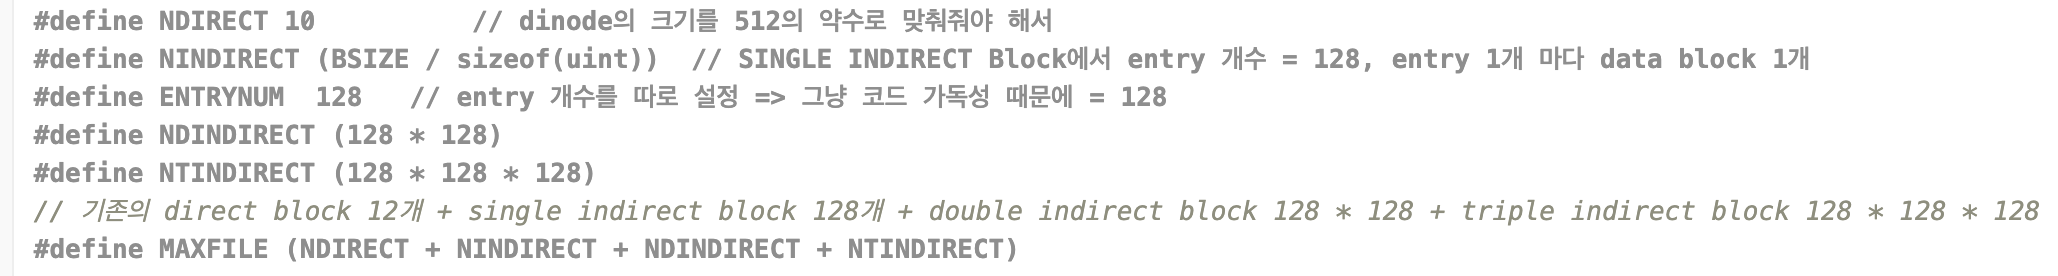 #define NDIRECT 10          // dinode의 크기를 512의 약수로 맞춰줘야 해서
#define NINDIRECT (BSIZE / sizeof(uint))  // SINGLE INDIRECT Block에서 entry 개수 = 128, entry 1개 마다 data block 1개
#define ENTRYNUM  128   // entry 개수를 따로 설정 => 그냥 코드 가독성 때문에 = 128
#define NDINDIRECT (128 * 128)
#define NTINDIRECT (128 * 128 * 128)
// 기존의 direct block 12개 + single indirect block 128개 + double indirect block 128 * 128 + triple indirect block 128 * 128 * 128
#define MAXFILE (NDIRECT + NINDIRECT + NDINDIRECT + NTINDIRECT)